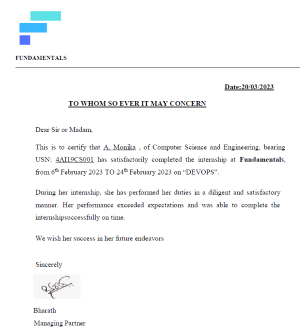 FUNDAMENTALS
Date:20/03/2023
TO WHOM SO EVER IT MAY CONCERN
Dear Sir or Madam,
This is to certify that A. Monika , of Computer Science and Engineering, bearing
USN: 4AI19CS001 has satisfactorily completed the internship at Fundamentals,
from 6th February 2023 TO 24th February 2023 on “DEVOPS”.
During her internship, she has performed her duties in a diligent and satisfactory
manner. Her performance exceeded expectations and was able to complete the
internshipsuccessfully on time.
We wish her success in her future endeavors
Sincerely
Bharath
Managing Partner